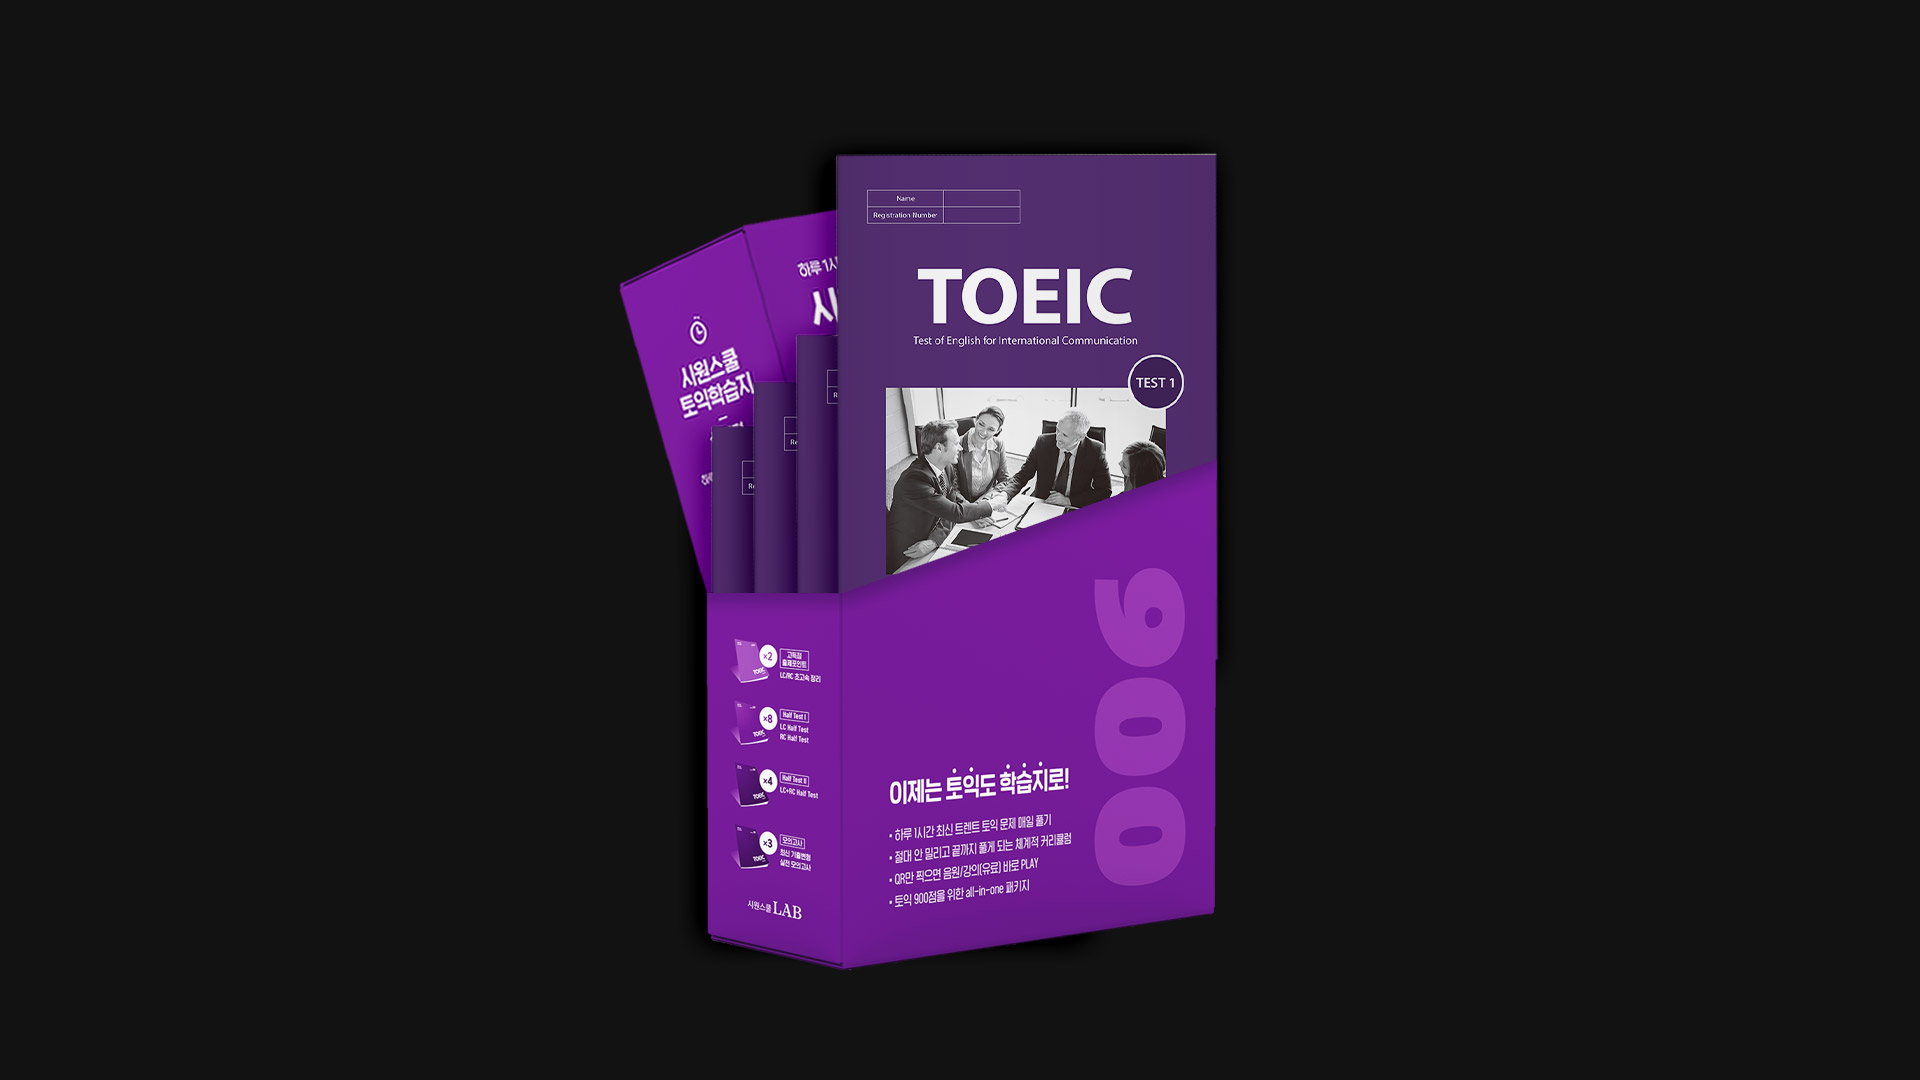 Name
Registration Number
TOEIC
Test of English for International Communication
TEST 1
하루 1시
시
시원스쿨
토익학습지
Re
Re
R
×2
고득점
출제포인트
LC/RC 초고속 정리
TOEIC
×8
Half Test I
LC Half Test
RC Half Test
TOEIC
×4
Half Test II
LC+RC Half Test
TOEIC
×3
모의고사
최신 기출변형
실전 모의고사
TOEIC
시원스쿨 LAB
900
이제는 토익도 학습지로!
• 하루 1시간 최신 트렌트 토익 문제 매일 풀기
• 절대 안 밀리고 끝까지 풀게 되는 체계적 커리큘럼
• QR만 찍으면 음원/강의(유료) 바로 PLAY
• 토익 900점을 위한 all-in-one 패키지